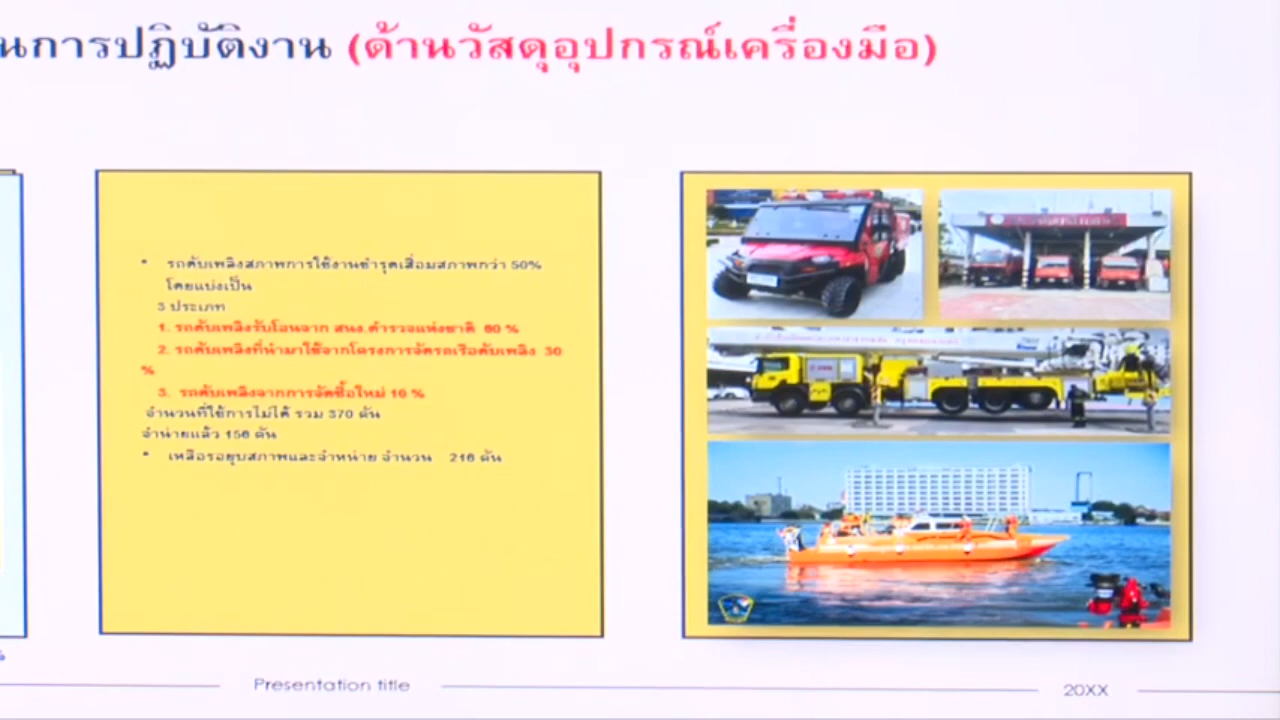 นการปฏิบัติงาน (ด้านวัสดุอุปกรณ์เครื่องมือ)
• รถดับเพลิงสภาพการใช้งานชำรุดเสื่อมสภาพกว่า 50%
โดยแบ่งเป็น
3 ประเภท
1. รถดับเพลิงรับโอนจาก สนง.ตำรวจแห่งชาติ 60 %
2. รถดับเพลิงที่นำมาใช้จากโครงการจัดรถเรือดับเพลิง 30
%
3. รถดับเพลิงจากการจัดซื้อใหม่ 10 %
จำนวนที่ใช้การไม่ได้ รวม 370 คัน
จำน่ายแล้ว 156 คัน
• เหลือรอยุบสภาพและจำหน่าย จำนวน 216 คัน
Presentation title
20XX